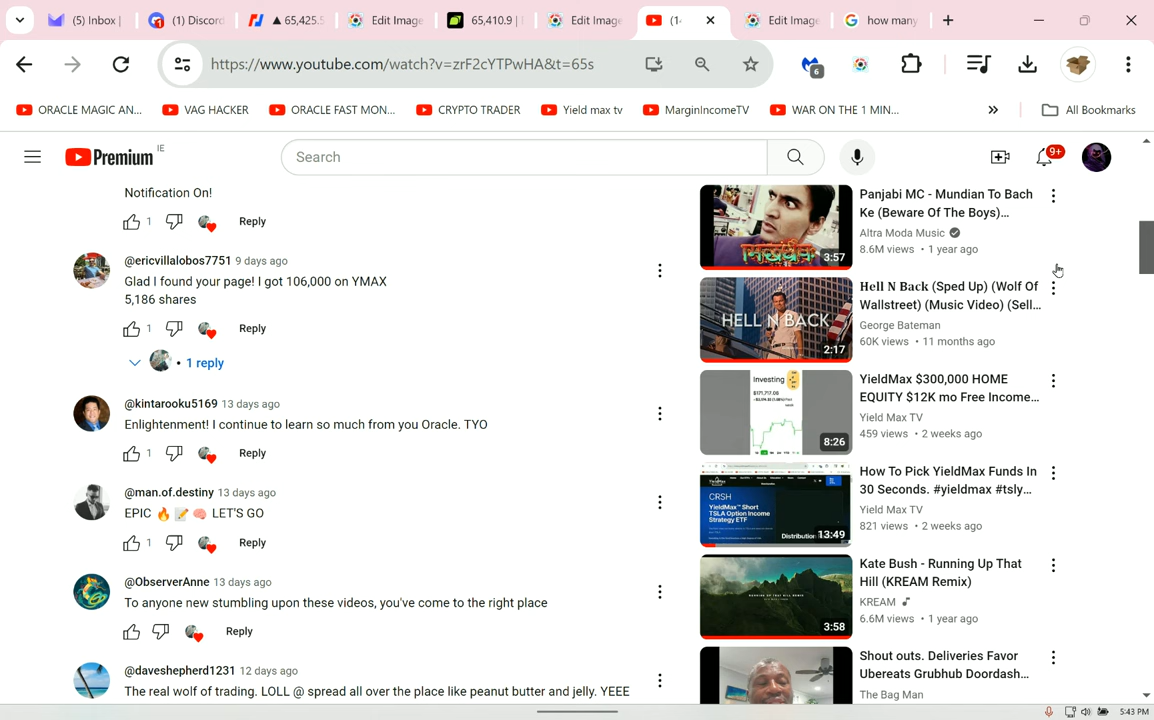 (5) Inbox |
(1) Discord
▲ 65,425.5
Edit Image
65,410.9 |
Edit Image
(1
Edit Image
how many
https://www.youtube.com/watch?v=zrF2cYTPwHA&t=65s
6
ORACLE MAGIC AN...
VAG HACKER
ORACLE FAST MON...
CRYPTO TRADER
Yield max tv
MarginIncomeTV
WAR ON THE 1 MIN...
»
All Bookmarks
Premium IE
Search
9+
Notification On!
1
Reply
@ericvillalobos7751 9 days ago
Glad I found your page! I got 106,000 on YMAX
5,186 shares
1
Reply
• 1 reply
@kintarooku5169 13 days ago
Enlightenment! I continue to learn so much from you Oracle. TYO
1
Reply
@man.of.destiny 13 days ago
EPIC 🔥 📝 🧠 LET'S GO
1
Reply
@ObserverAnne 13 days ago
To anyone new stumbling upon these videos, you've come to the right place
Reply
@daveshepherd1231 12 days ago
The real wolf of trading. LOLL @ spread all over the place like peanut butter and jelly. YEEE
3:57
Panjabi MC - Mundian To Bach
Ke (Beware Of The Boys)...
Altra Moda Music
8.6M views • 1 year ago
HELL N BACK
2:17
𝐇𝐞𝐥𝐥 𝐍 𝐁𝐚𝐜𝐤 (Sped Up) (Wolf Of
Wallstreet) (Music Video) (Sell...
George Bateman
60K views • 11 months ago
Investing
$171,717.08
8:26
YieldMax $300,000 HOME
EQUITY $12K mo Free Income...
Yield Max TV
459 views • 2 weeks ago
CRSH
YieldMax™ Short
TSLA Option Income
Strategy ETF
13:49
How To Pick YieldMax Funds In
30 Seconds. #yieldmax #tsly...
Yield Max TV
821 views • 2 weeks ago
3:58
Kate Bush - Running Up That
Hill (KREAM Remix)
KREAM
6.6M views • 1 year ago
Shout outs. Deliveries Favor
Ubereats Grubhub Doordash...
The Bag Man
5:43 PM